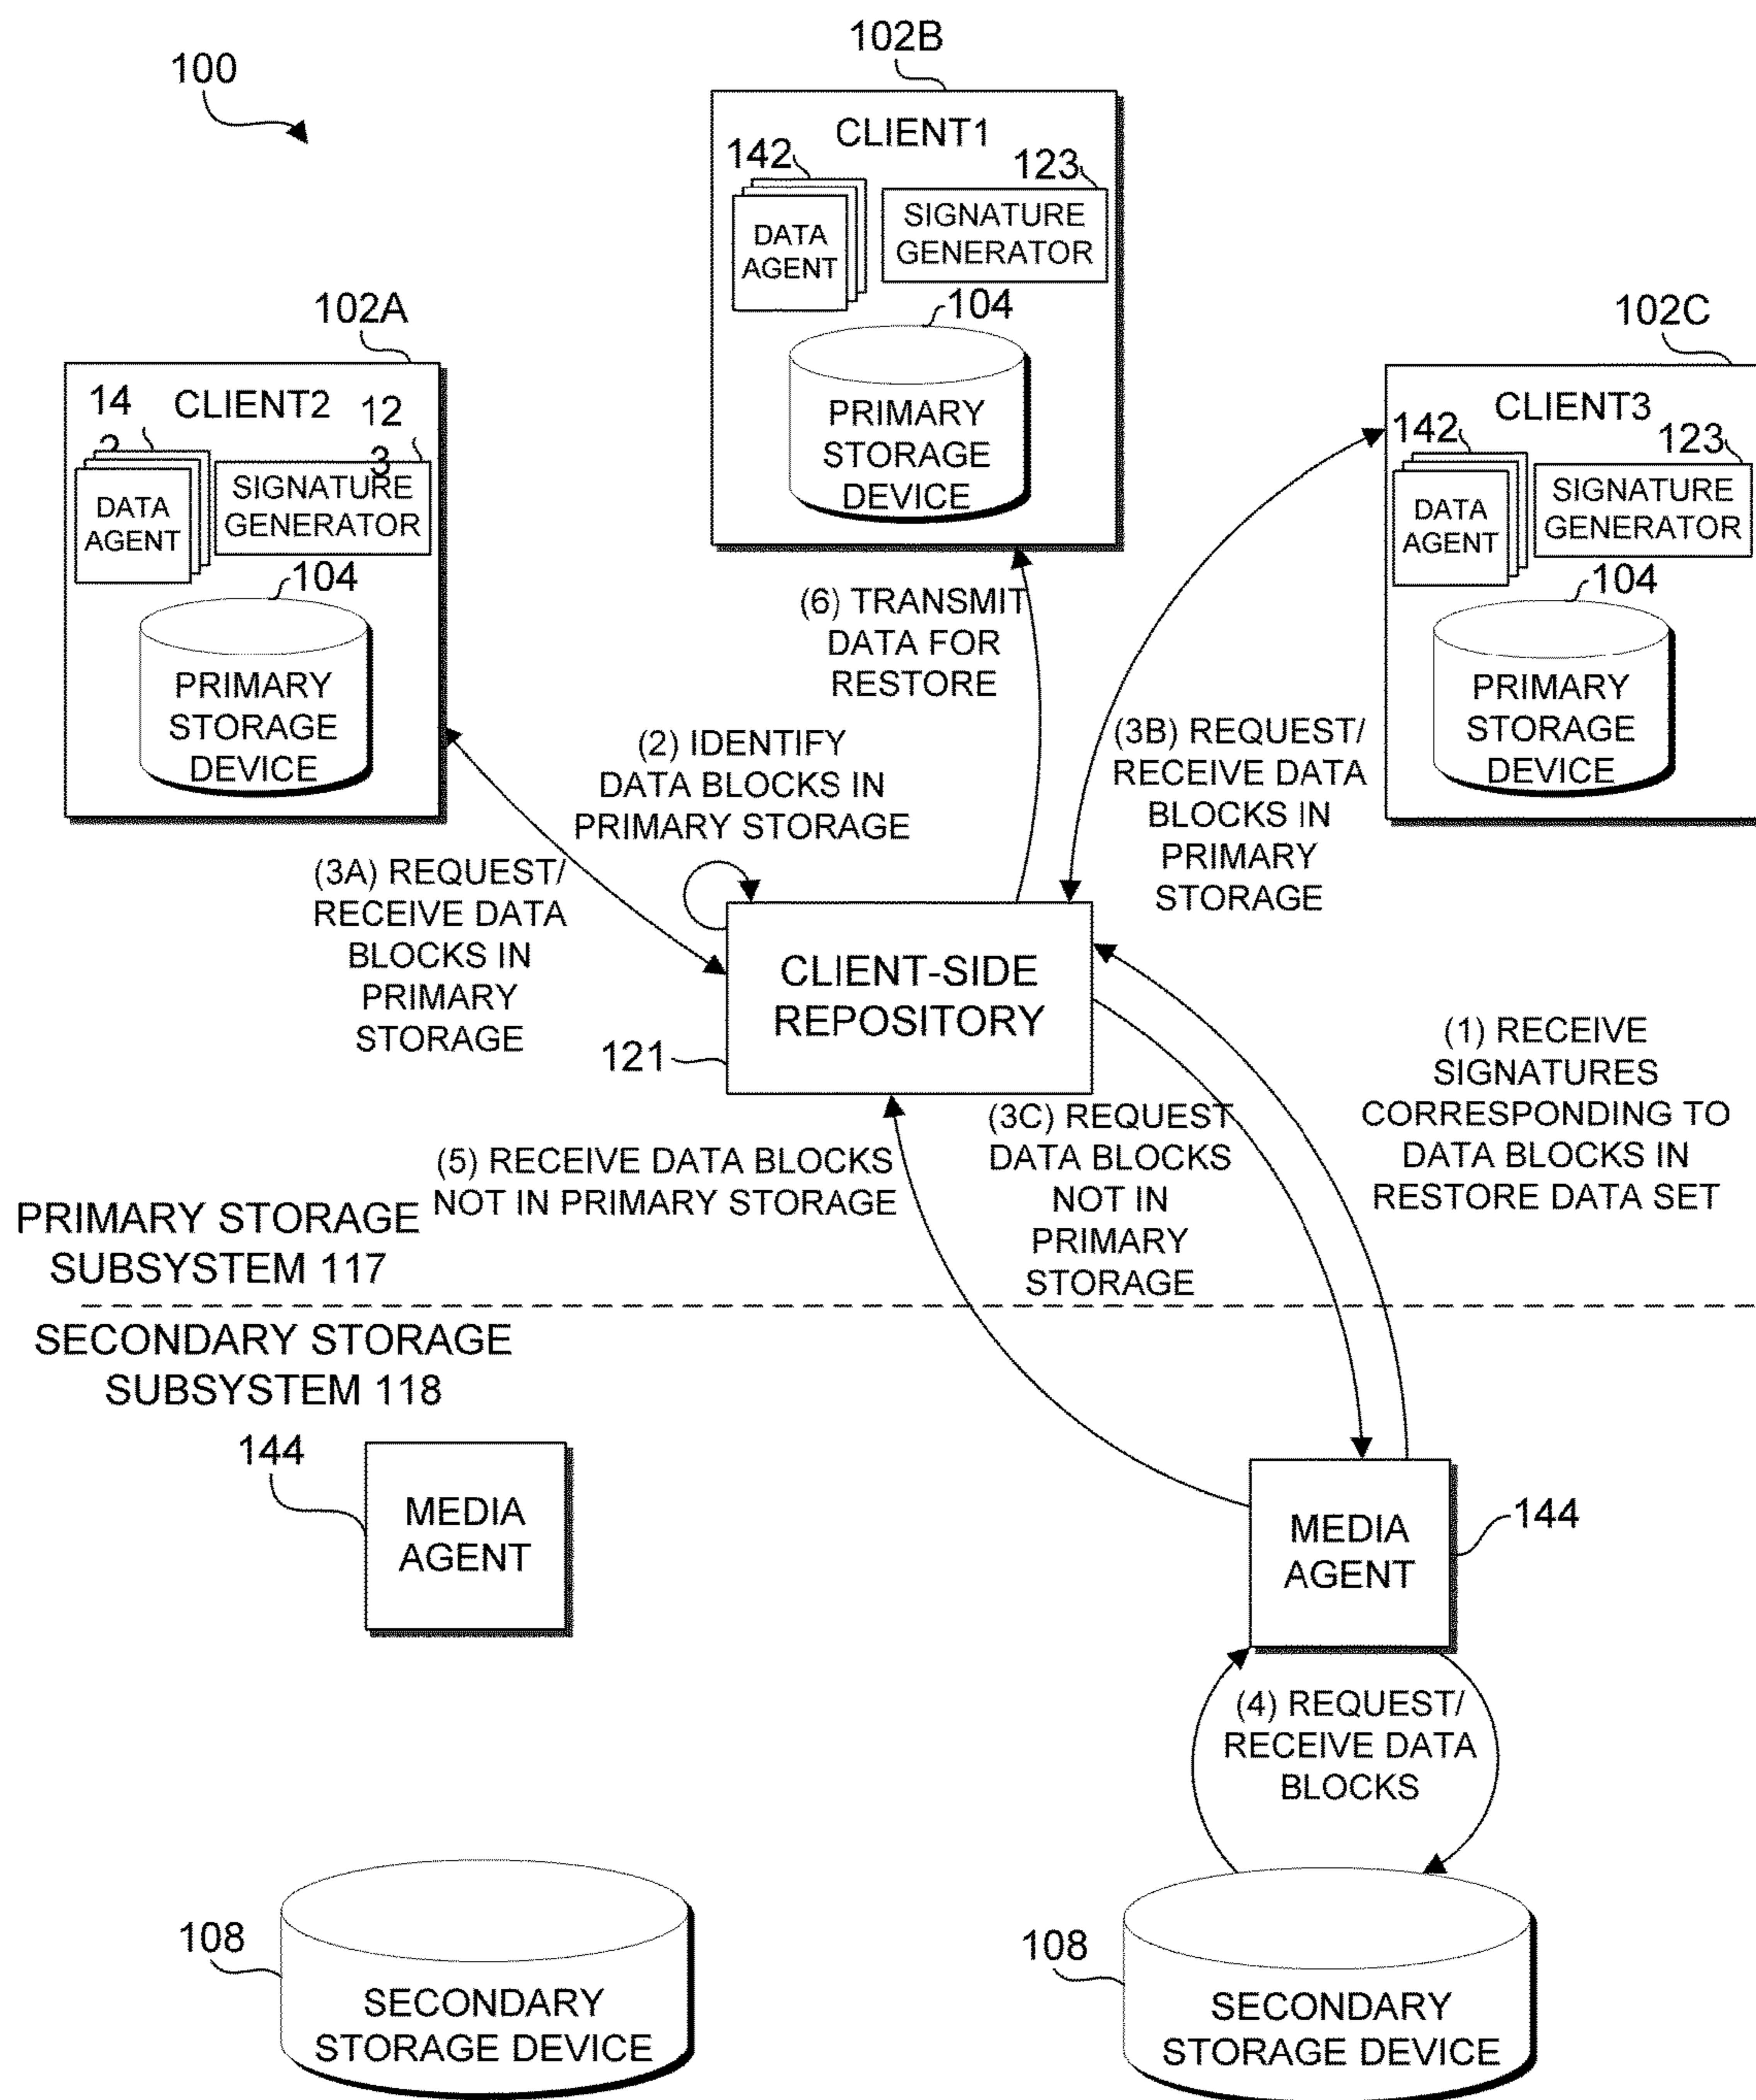 100
102B
CLIENT1
142
123
DATA
AGENT
SIGNATURE
GENERATOR
104
PRIMARY
STORAGE
DEVICE
102A
CLIENT2
14
2
12
3
DATA
AGENT
SIGNATURE
GENERATOR
104
PRIMARY
STORAGE
DEVICE
102C
CLIENT3
142
123
DATA
AGENT
SIGNATURE
GENERATOR
104
PRIMARY
STORAGE
DEVICE
(6) TRANSMIT
DATA FOR
RESTORE
(2) IDENTIFY
DATA BLOCKS IN
PRIMARY STORAGE
(3B) REQUEST/
RECEIVE DATA
BLOCKS IN
PRIMARY
STORAGE
(3A) REQUEST/
RECEIVE DATA
BLOCKS IN
PRIMARY
STORAGE
CLIENT-SIDE
REPOSITORY
121
(1) RECEIVE
SIGNATURES
CORRESPONDING TO
DATA BLOCKS IN
RESTORE DATA SET
(3C) REQUEST
DATA BLOCKS
NOT IN
PRIMARY
STORAGE
(5) RECEIVE DATA BLOCKS
NOT IN PRIMARY STORAGE
PRIMARY STORAGE
SUBSYSTEM 117
SECONDARY STORAGE
SUBSYSTEM 118
144
MEDIA
AGENT
MEDIA
AGENT
144
(4) REQUEST/
RECEIVE DATA
BLOCKS
108
SECONDARY
STORAGE DEVICE
108
SECONDARY
STORAGE DEVICE